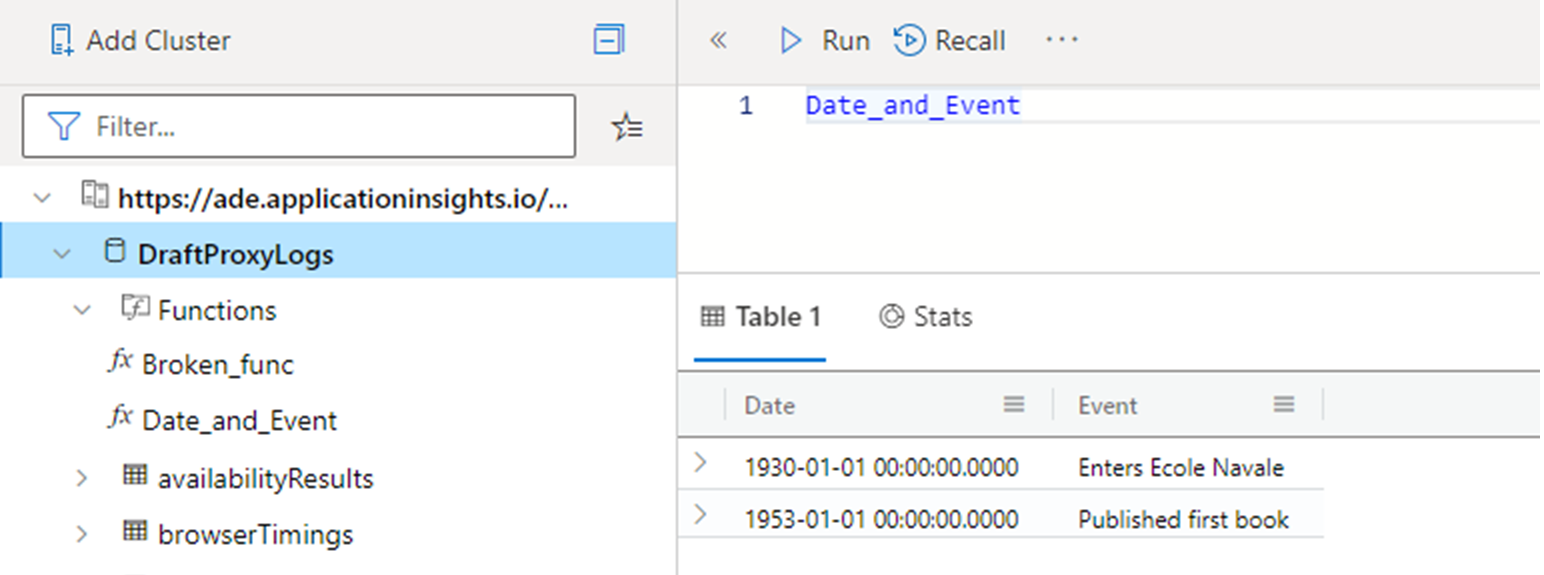 Add Cluster
Filter...
https://ade.applicationinsights.io/...
DraftProxyLogs
Functions
fx Broken_func
fx Date_and_Event
availabilityResults
browserTimings
« Run Recall ···
1 Date_and_Event
Table 1 Stats
Date Event
1930-01-01 00:00:00.0000 Enters Ecole Navale
1953-01-01 00:00:00.0000 Published first book